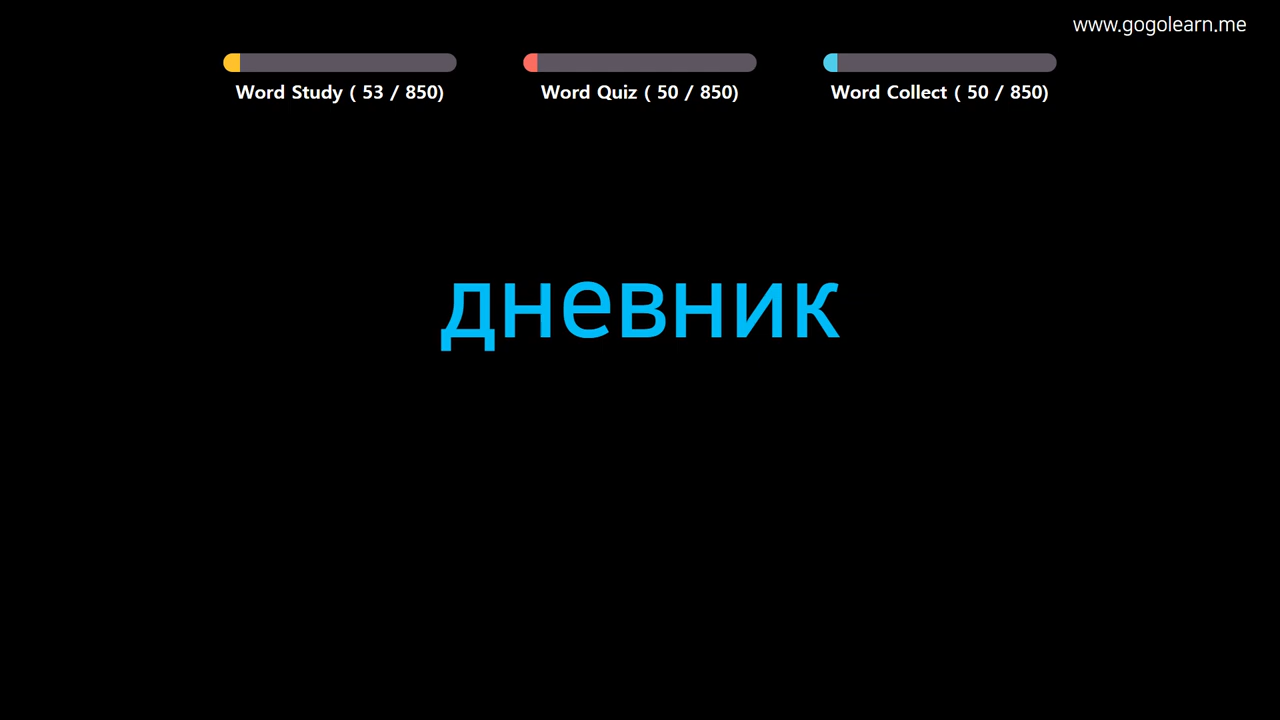 www.gogolearn.me
Word Study ( 53 / 850)
Word Quiz ( 50 / 850)
Word Collect ( 50 / 850)
дневник